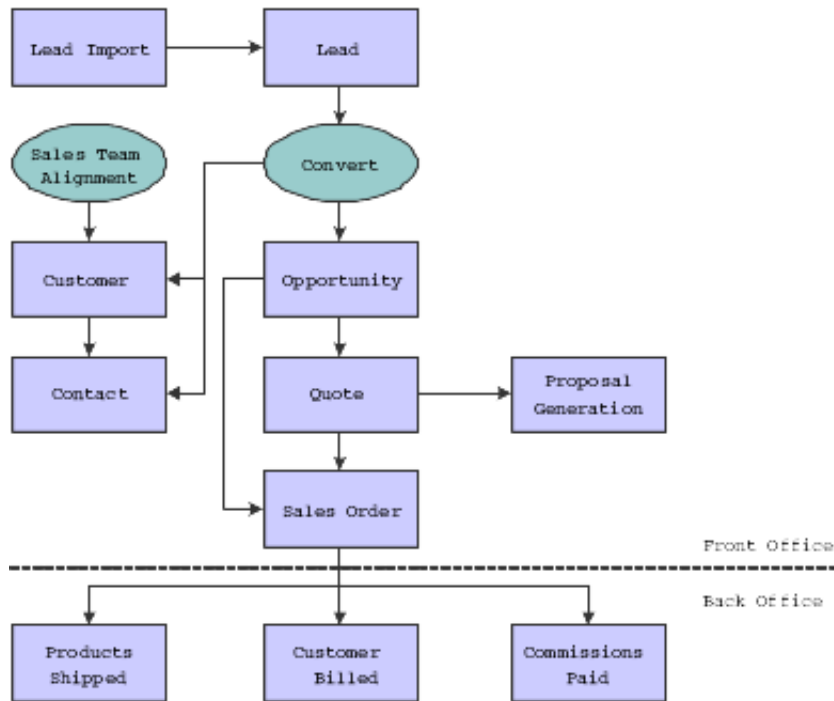 Lead Import
Lead
Sales Team
Alignment
Convert
Customer
Opportunity
Contact
Quote
Proposal
Generation
Sales Order
Front Office
Back Office
Products
Shipped
Customer
Billed
Commissions
Paid